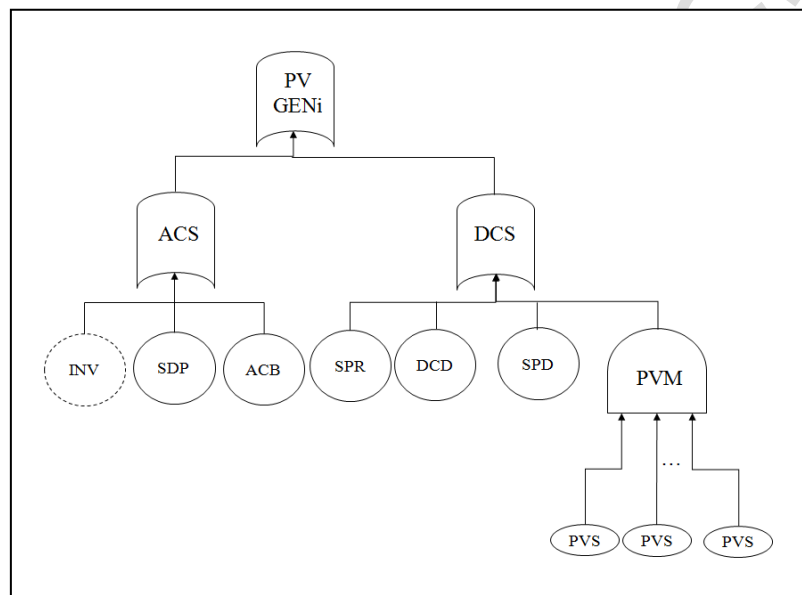 PV
GENi
ACS
DCS
INV
SDP
ACB
SPR
DCD
SPD
PVM
...
PVS
PVS
PVS